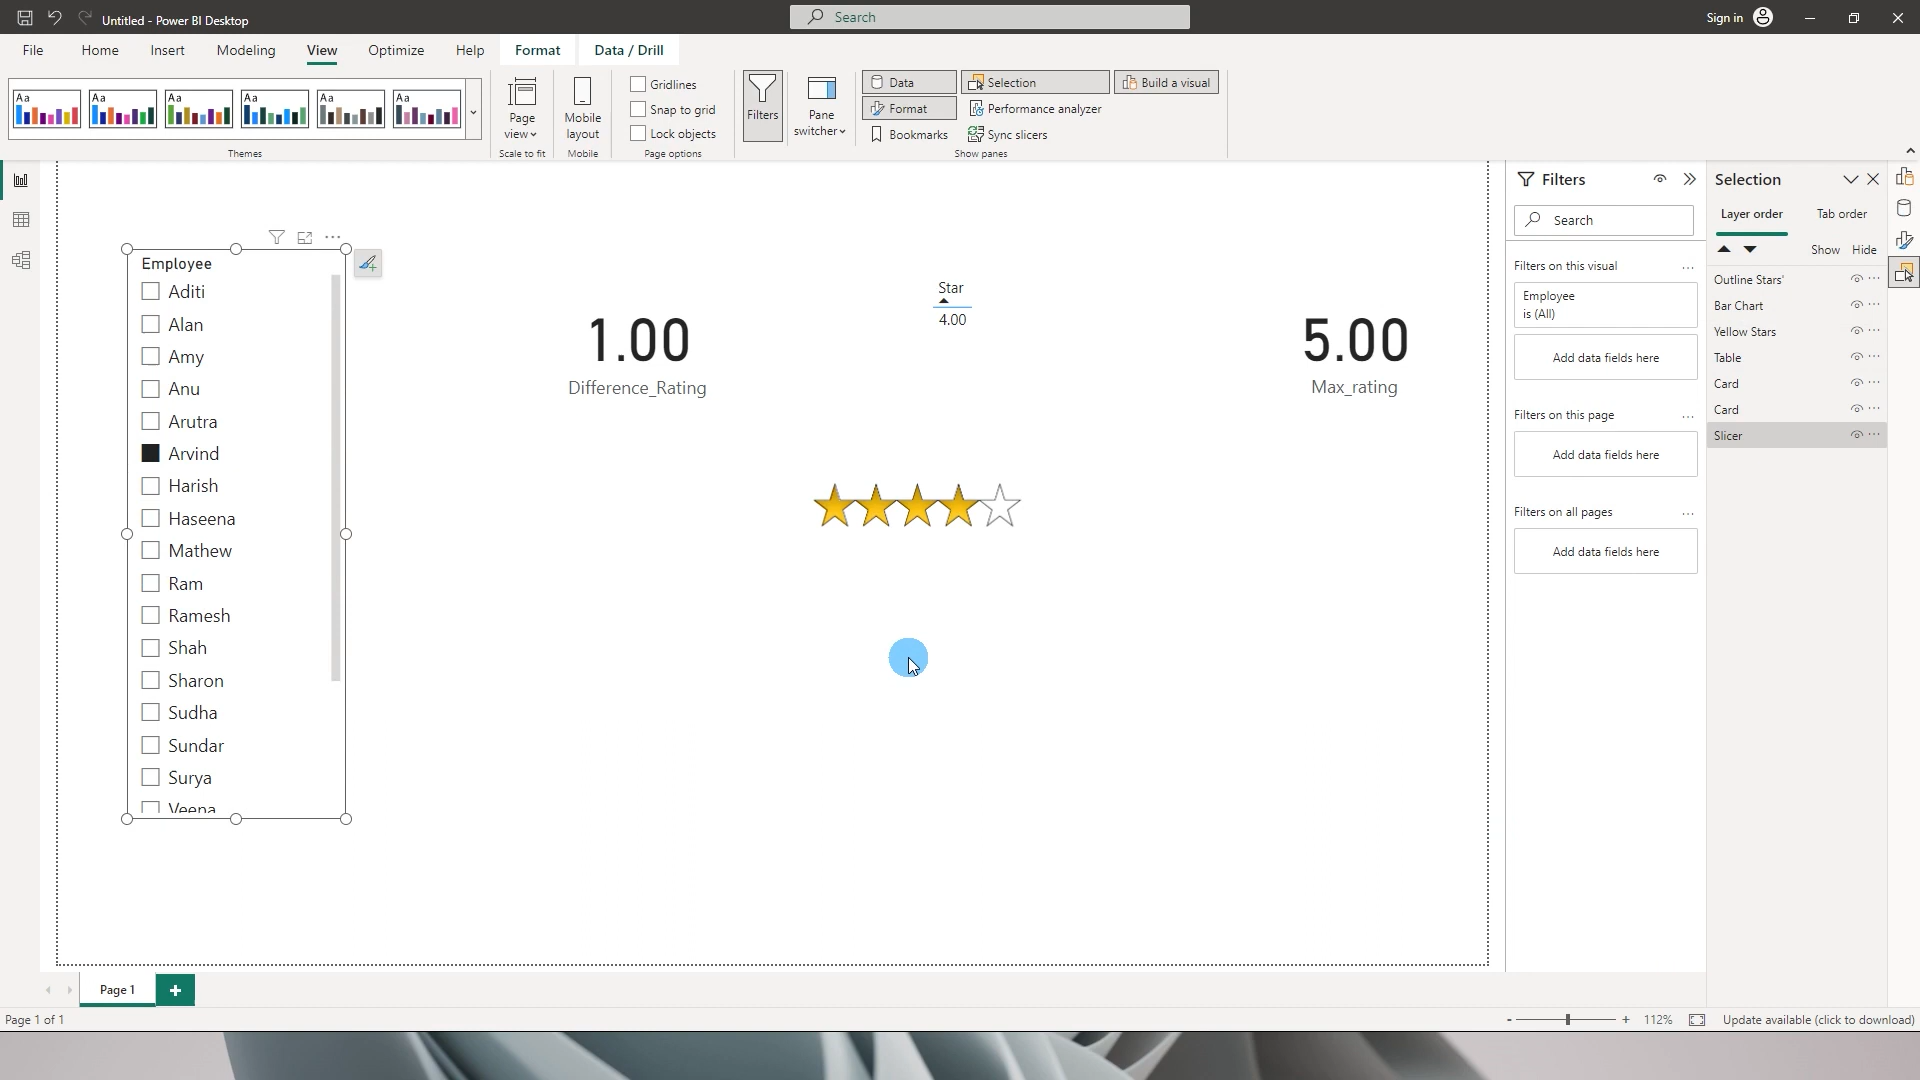 Untitled - Power BI Desktop
Search
Sign in
File Home Insert Modeling View Optimize Help Format Data / Drill
Aa Aa Aa Aa Aa Aa
Themes
Page view
Scale to fit
Mobile layout
Mobile
Gridlines
Snap to grid
Lock objects
Page options
Filters
Pane switcher
Data
Selection
Build a visual
Format
Performance analyzer
Bookmarks
Sync slicers
Show panes
Employee
Aditi
Alan
Amy
Anu
Arutra
Arvind
Harish
Haseena
Mathew
Ram
Ramesh
Shah
Sharon
Sudha
Sundar
Surya
Veena
1.00
Difference_Rating
Star
4.00
5.00
Max_rating
Filters
Search
Filters on this visual ...
Employee
is (All)
Add data fields here
Filters on this page ...
Add data fields here
Filters on all pages ...
Add data fields here
Selection
Layer order Tab order
Show Hide
Outline Stars'
Bar Chart
Yellow Stars
Table
Card
Card
Slicer
Page 1
Page 1 of 1
- + 112%
Update available (click to download)